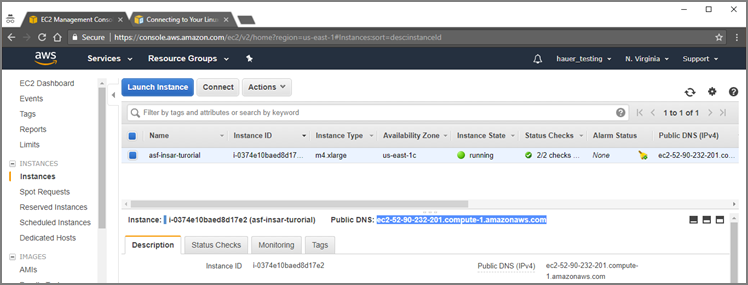 EC2 Management Conso
Connecting to Your Linux
Secure | https://console.aws.amazon.com/ec2/v2/home?region=us-east-1#Instances:sort=desc:instanceId
aws Services Resource Groups hauer_testing N. Virginia Support
EC2 Dashboard
Events
Tags
Reports
Limits
INSTANCES
Instances
Spot Requests
Reserved Instances
Scheduled Instances
Dedicated Hosts
IMAGES
AMIs
Launch Instance Connect Actions
Filter by tags and attributes or search by keyword 1 to 1 of 1
Name Instance ID Instance Type Availability Zone Instance State Status Checks Alarm Status Public DNS (IPv4)
asf-insar-turorial i-0374e10baed8d17... m4.xlarge us-east-1c running 2/2 checks ... None ec2-52-90-232-201.co...
Instance: i-0374e10baed8d17e2 (asf-insar-turorial) Public DNS: ec2-52-90-232-201.compute-1.amazonaws.com
Description Status Checks Monitoring Tags
Instance ID i-0374e10baed8d17e2 Public DNS (IPv4) ec2-52-90-232-201.compute-
1.amazonaws.com